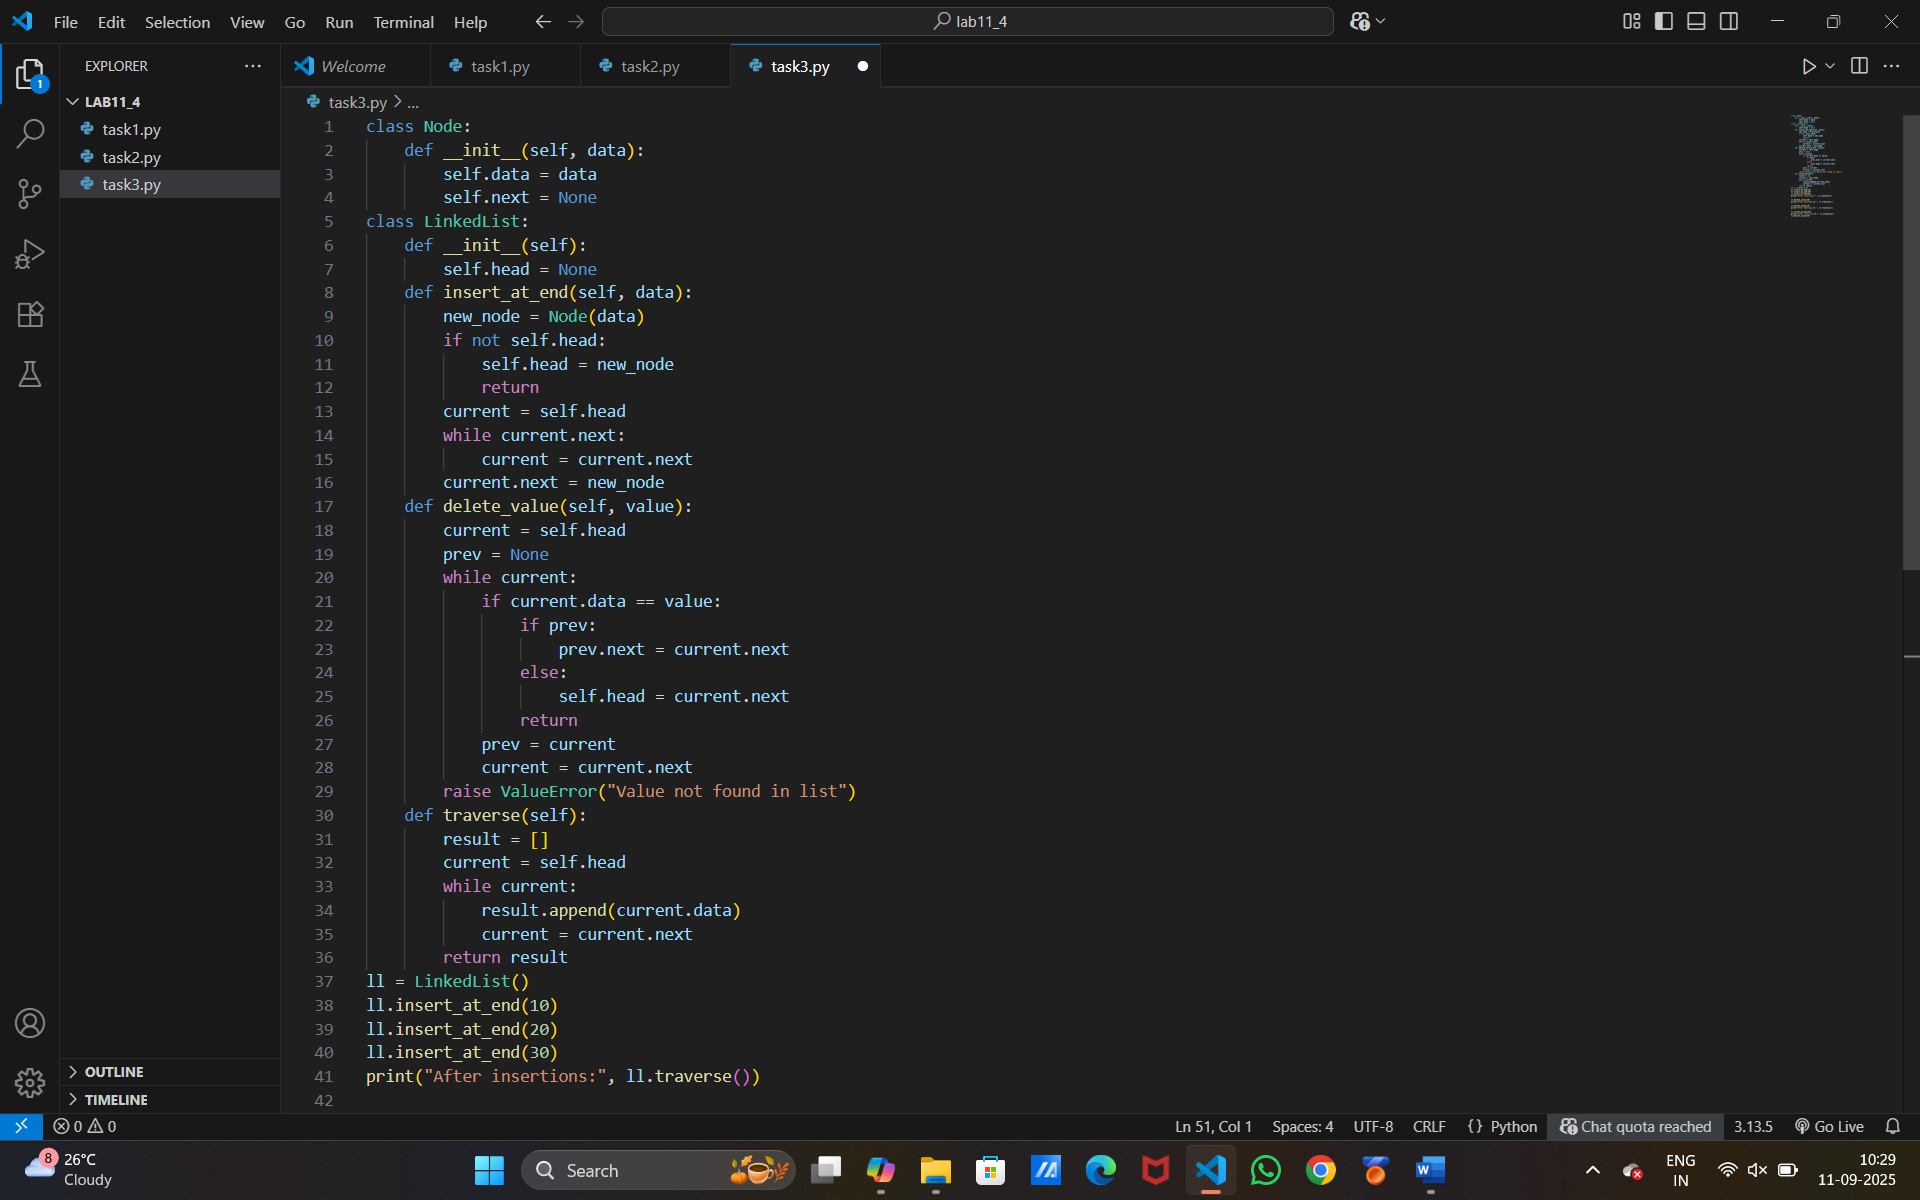 File Edit Selection View Go Run Terminal Help
lab11_4
EXPLORER
Welcome
task1.py
task2.py
task3.py
1
LAB11_4
task1.py
task2.py
task3.py
task3.py > ...
1 class Node:
2     def __init__(self, data):
3         self.data = data
4         self.next = None
5 class LinkedList:
6     def __init__(self):
7         self.head = None
8     def insert_at_end(self, data):
9         new_node = Node(data)
10         if not self.head:
11             self.head = new_node
12             return
13         current = self.head
14         while current.next:
15             current = current.next
16         current.next = new_node
17     def delete_value(self, value):
18         current = self.head
19         prev = None
20         while current:
21             if current.data == value:
22                 if prev:
23                     prev.next = current.next
24                 else:
25                     self.head = current.next
26                 return
27             prev = current
28             current = current.next
29         raise ValueError("Value not found in list")
30     def traverse(self):
31         result = []
32         current = self.head
33         while current:
34             result.append(current.data)
35             current = current.next
36         return result
37 ll = LinkedList()
38 ll.insert_at_end(10)
39 ll.insert_at_end(20)
40 ll.insert_at_end(30)
41 print("After insertions:", ll.traverse())
42
OUTLINE
TIMELINE
0 0
Ln 51, Col 1 Spaces: 4 UTF-8 CRLF {} Python Chat quota reached 3.13.5 Go Live
8
26°C
Cloudy
Search
W
ENG
IN
10:29
11-09-2025